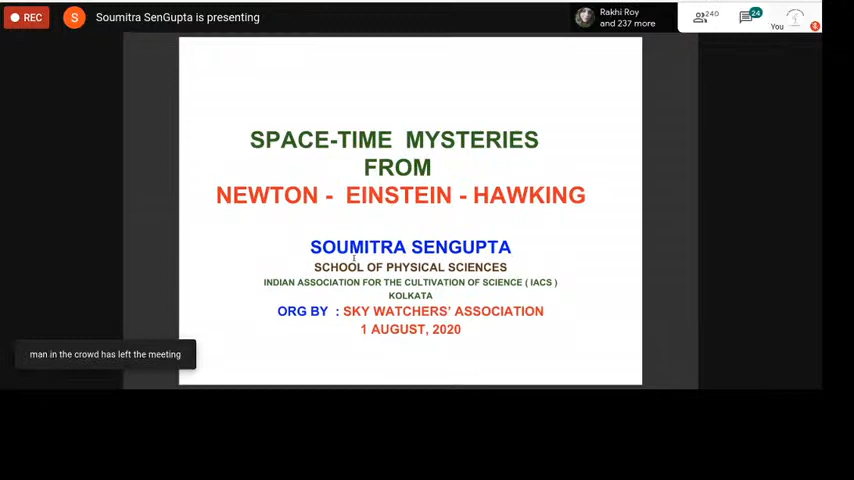 REC
S
Soumitra SenGupta is presenting
Rakhi Roy
and 237 more
240
24
You
SPACE-TIME MYSTERIES
FROM
NEWTON - EINSTEIN - HAWKING
SOUMITRA SENGUPTA
SCHOOL OF PHYSICAL SCIENCES
INDIAN ASSOCIATION FOR THE CULTIVATION OF SCIENCE ( IACS )
KOLKATA
ORG BY : SKY WATCHERS' ASSOCIATION
1 AUGUST, 2020
man in the crowd has left the meeting